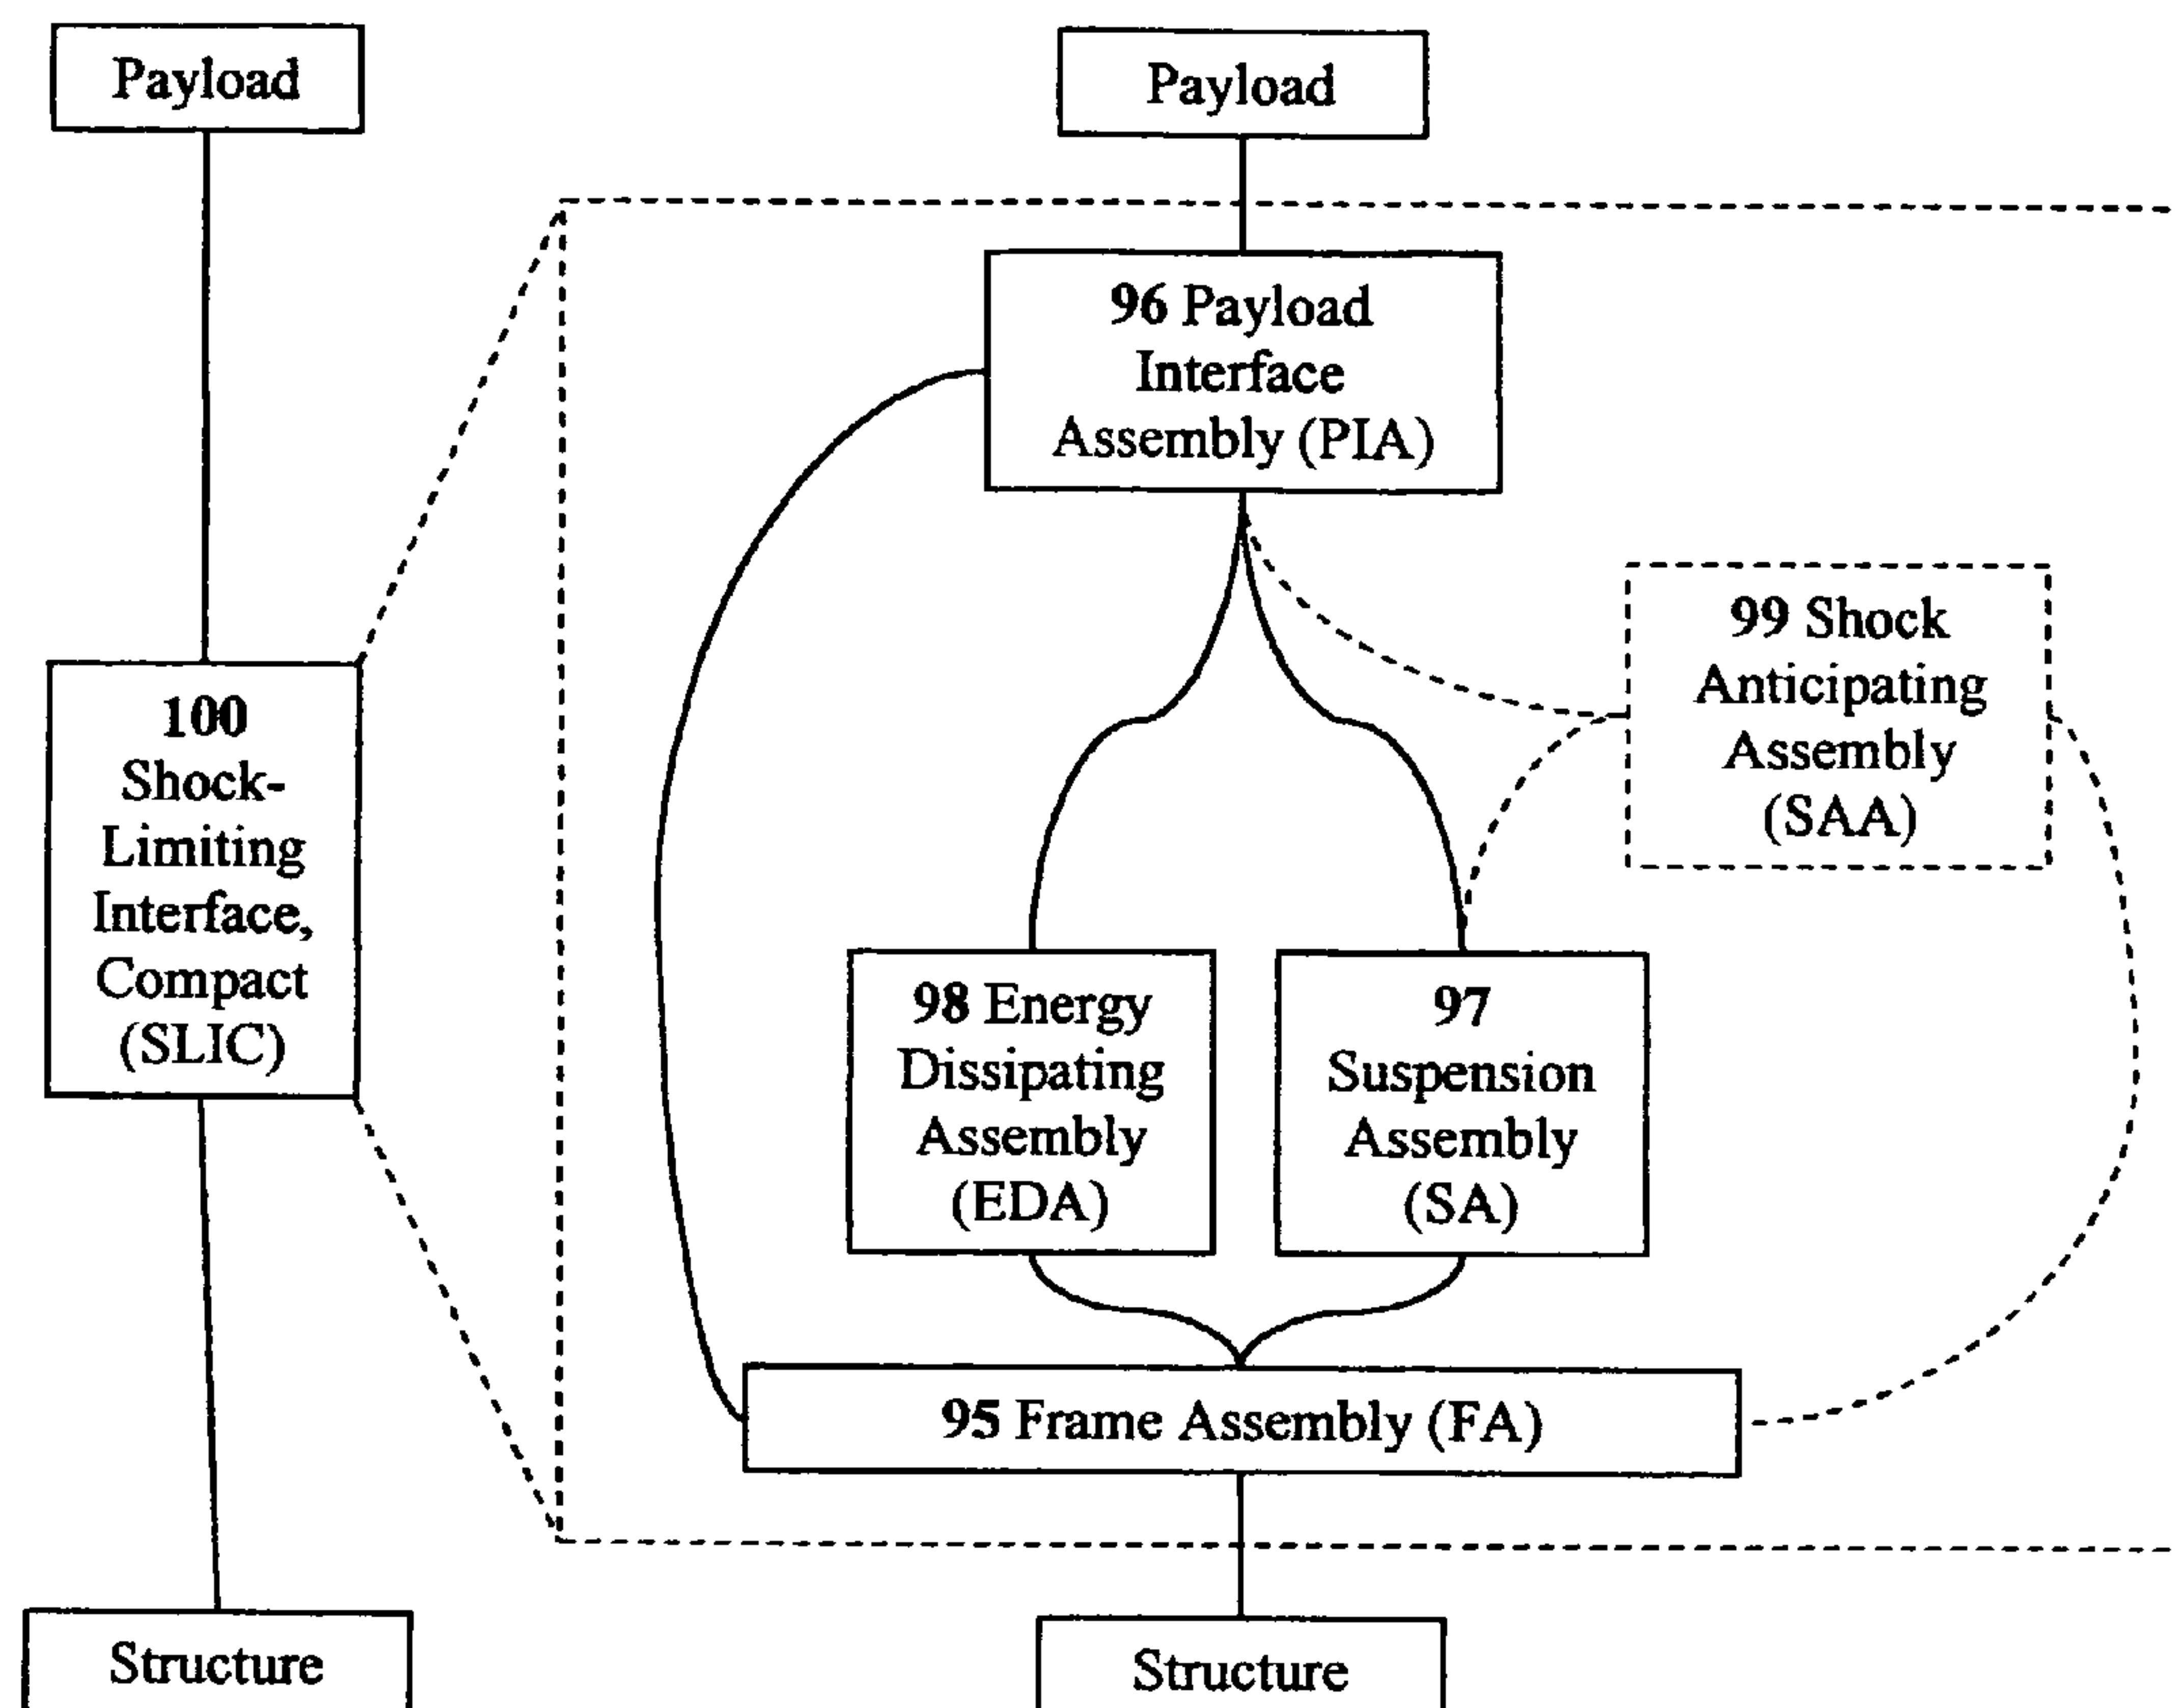 Payload
100
Shock-
Limiting
Interface,
Compact
(SLIC)
Structure
Payload
96 Payload
Interface
Assembly (PIA)
99 Shock
Anticipating
Assembly
(SAA)
98 Energy
Dissipating
Assembly
(EDA)
97
Suspension
Assembly
(SA)
95 Frame Assembly (FA)
Structure